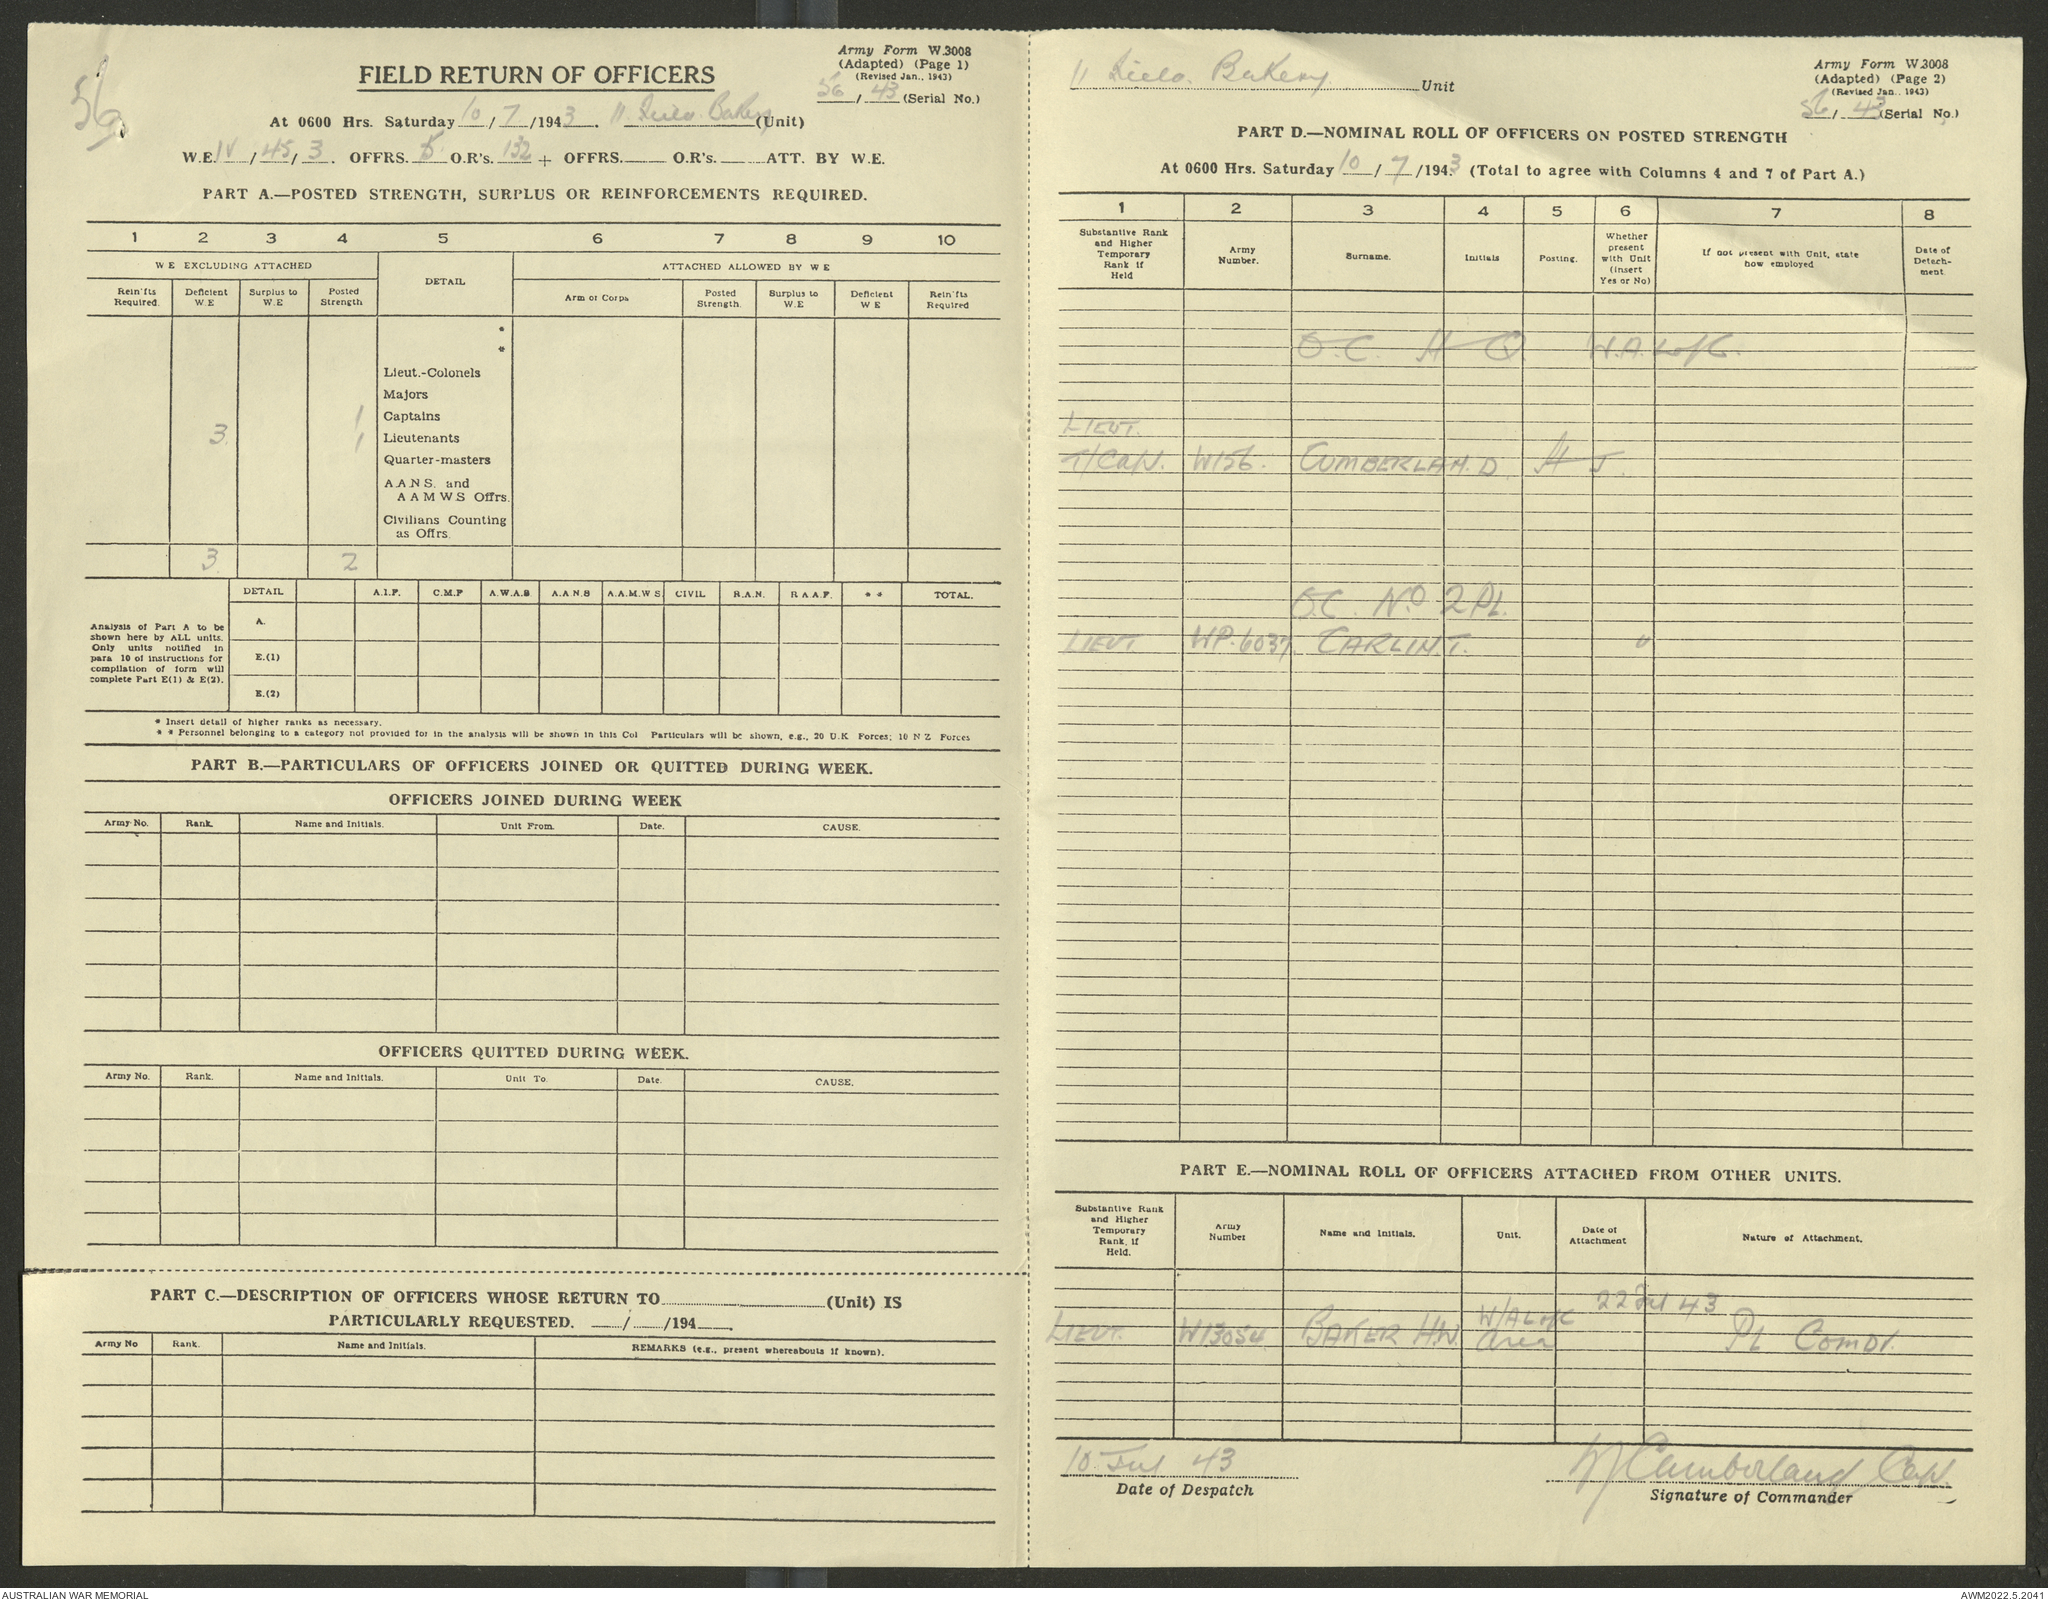 56
Army Form W.3008
(Adapted) (Page 1)
(Revised Jan., 1943)
56 / 43 (Serial No.)
FIELD RETURN OF OFFICERS
At 0600 Hrs. Saturday 10 / 7 /1943. 11 Field Bakery (Unit)
W.E. IV / 45 / 3. OFFRS. 5 O.R's. 132 + OFFRS. O.R's. ATT. BY W.E.
PART A.—POSTED STRENGTH, SURPLUS OR REINFORCEMENTS REQUIRED.
1 2 3 4 5 6 7 8 9 10
W E EXCLUDING ATTACHED DETAIL ATTACHED ALLOWED BY W E
Rein'fts Required. Deficient W.E Surplus to W.E Posted Strength Arm or Corps Posted Strength. Surplus to W.E Deficient W E Rein'fts Required
*
*
Lieut.-Colonels
Majors
1 Captains
3 1 Lieutenants
Quarter-masters
A.A.N S. and
A A M W S Offrs.
Civilians Counting
as Offrs.
3 2
DETAIL A.I.F. C.M.F A.W.A.S A.A.N.S A.A.M.W S CIVIL R.A.N. R A A.F. * * TOTAL.
Analysis of Part A to be
shown here by ALL units.
Only units notified in
para 10 of instructions for
compilation of form will
complete Part E(1) & E(2).
A.
E.(1)
E.(2)
* Insert detail of higher ranks as necessary.
* * Personnel belonging to a category not provided for in the analysis will be shown in this Col Particulars will be shown, e.g., 20 U.K Forces; 10 N Z Forces
PART B.—PARTICULARS OF OFFICERS JOINED OR QUITTED DURING WEEK.
OFFICERS JOINED DURING WEEK
Army No. Rank. Name and Initials. Unit From. Date. CAUSE.
OFFICERS QUITTED DURING WEEK.
Army No. Rank. Name and Initials. Unit To. Date. CAUSE.
PART C.—DESCRIPTION OF OFFICERS WHOSE RETURN TO (Unit) IS
PARTICULARLY REQUESTED. / /194 .
Army No Rank. Name and Initials. REMARKS (e.g., present whereabouts if known).
11 Field Bakery Unit
Army Form W.3008
(Adapted) (Page 2)
(Revised Jan. 1943)
56 / 43 (Serial No.)
PART D.—NOMINAL ROLL OF OFFICERS ON POSTED STRENGTH
At 0600 Hrs. Saturday 10 / 7 /1943 (Total to agree with Columns 4 and 7 of Part A.)
1 2 3 4 5 6 7 8
Substantive Rank and Higher Temporary Rank if Held
Army Number.
Surname.
Initials
Posting.
Whether present with Unit (Insert Yes or No)
If not present with Unit, state how employed
Date of Detachment
O.C. H Q W.A. L of C.
LIEUT.
T/CAPT. W156. CUMBERLAND
O.C. No 2 PL.
LIEUT WP.6037 CARLIN T. "
PART E.—NOMINAL ROLL OF OFFICERS ATTACHED FROM OTHER UNITS.
Substantive Rank and Higher Temporary Rank, if Held.
Army Number
Name and Initials.
Unit.
Date of Attachment
Nature of Attachment.
LIEUT. W13054 BAKER H.W W/A L of C Area 22 Jul 43 PL Comdr.
10 Jul 43
Date of Despatch
WJ Cumberland Capt.
Signature of Commander
AUSTRALIAN WAR MEMORIAL
AWM2022.5.2041